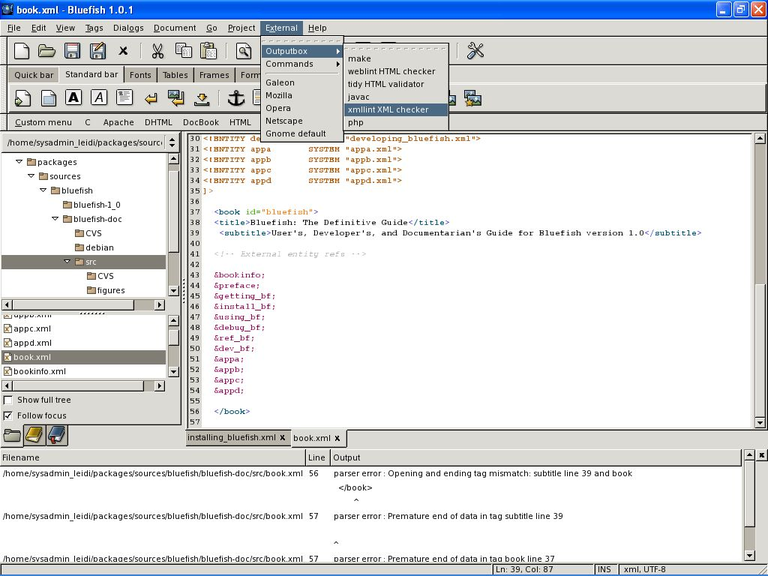 book.xml - Bluefish 1.0.1
File Edit View Tags Dialogs Document Go Project External Help
Outputbox
Commands
Galeon
Mozilla
Opera
Netscape
Gnome default
make
weblint HTML checker
tidy HTML validator
javac
xmllint XML checker
php
Quick bar Standard bar Fonts Tables Frames
Custom menu C Apache DHTML DocBook HTML
/home/sysadmin_leidi/packages/sourc
packages
sources
bluefish
bluefish-1_0
bluefish-doc
CVS
debian
src
CVS
figures
appb.xml
appc.xml
appd.xml
book.xml
bookinfo.xml
Show full tree
Follow focus
30 <!ENTITY de "developing_bluefish.xml">
31 <!ENTITY appa SYSTEM "appa.xml">
32 <!ENTITY appb SYSTEM "appb.xml">
33 <!ENTITY appc SYSTEM "appc.xml">
34 <!ENTITY appd SYSTEM "appd.xml">
35 ]>
36
37 <book id="bluefish">
38 <title>Bluefish: The Definitive Guide</title>
39 <subtitle>User's, Developer's, and Documentarian's Guide for Bluefish version 1.0</subtitle>
40
41 <!-- External entity refs -->
42
43 &bookinfo;
44 &preface;
45 &getting_bf;
46 &install_bf;
47 &using_bf;
48 &debug_bf;
49 &ref_bf;
50 &dev_bf;
51 &appa;
52 &appb;
53 &appc;
54 &appd;
55
56 </book>
57
installing_bluefish.xml x book.xml x
Filename Line Output
/home/sysadmin_leidi/packages/sources/bluefish/bluefish-doc/src/book.xml 56 parser error : Opening and ending tag mismatch: subtitle line 39 and book
</book>
^
/home/sysadmin_leidi/packages/sources/bluefish/bluefish-doc/src/book.xml 57 parser error : Premature end of data in tag subtitle line 39
^
/home/sysadmin_leidi/packages/sources/bluefish/bluefish-doc/src/book.xml 57 parser error : Premature end of data in tag book line 37
Ln: 39, Col: 87 INS xml, UTF-8